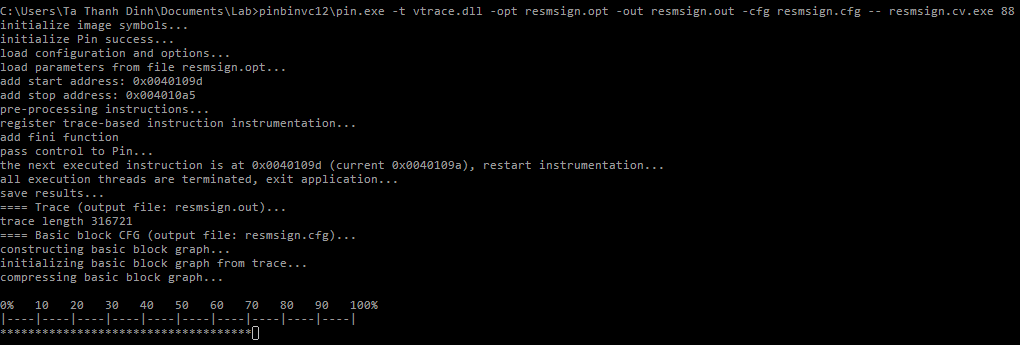 C:\Users\Ta Thanh Dinh\Documents\Lab>pinbinvc12\pin.exe -t vtrace.dll -opt resmsign.opt -out resmsign.out -cfg resmsign.cfg -- resmsign.cv.exe 88
initialize image symbols...
initialize Pin success...
load configuration and options...
load parameters from file resmsign.opt...
add start address: 0x0040109d
add stop address: 0x004010a5
pre-processing instructions...
register trace-based instruction instrumentation...
add fini function
pass control to Pin...
the next executed instruction is at 0x0040109d (current 0x0040109a), restart instrumentation...
all execution threads are terminated, exit application...
save results...
==== Trace (output file: resmsign.out)...
trace length 316721
==== Basic block CFG (output file: resmsign.cfg)...
constructing basic block graph...
initializing basic block graph from trace...
compressing basic block graph...
0%   10   20   30   40   50   60   70   80   90   100%
|----|----|----|----|----|----|----|----|----|----|
************************************